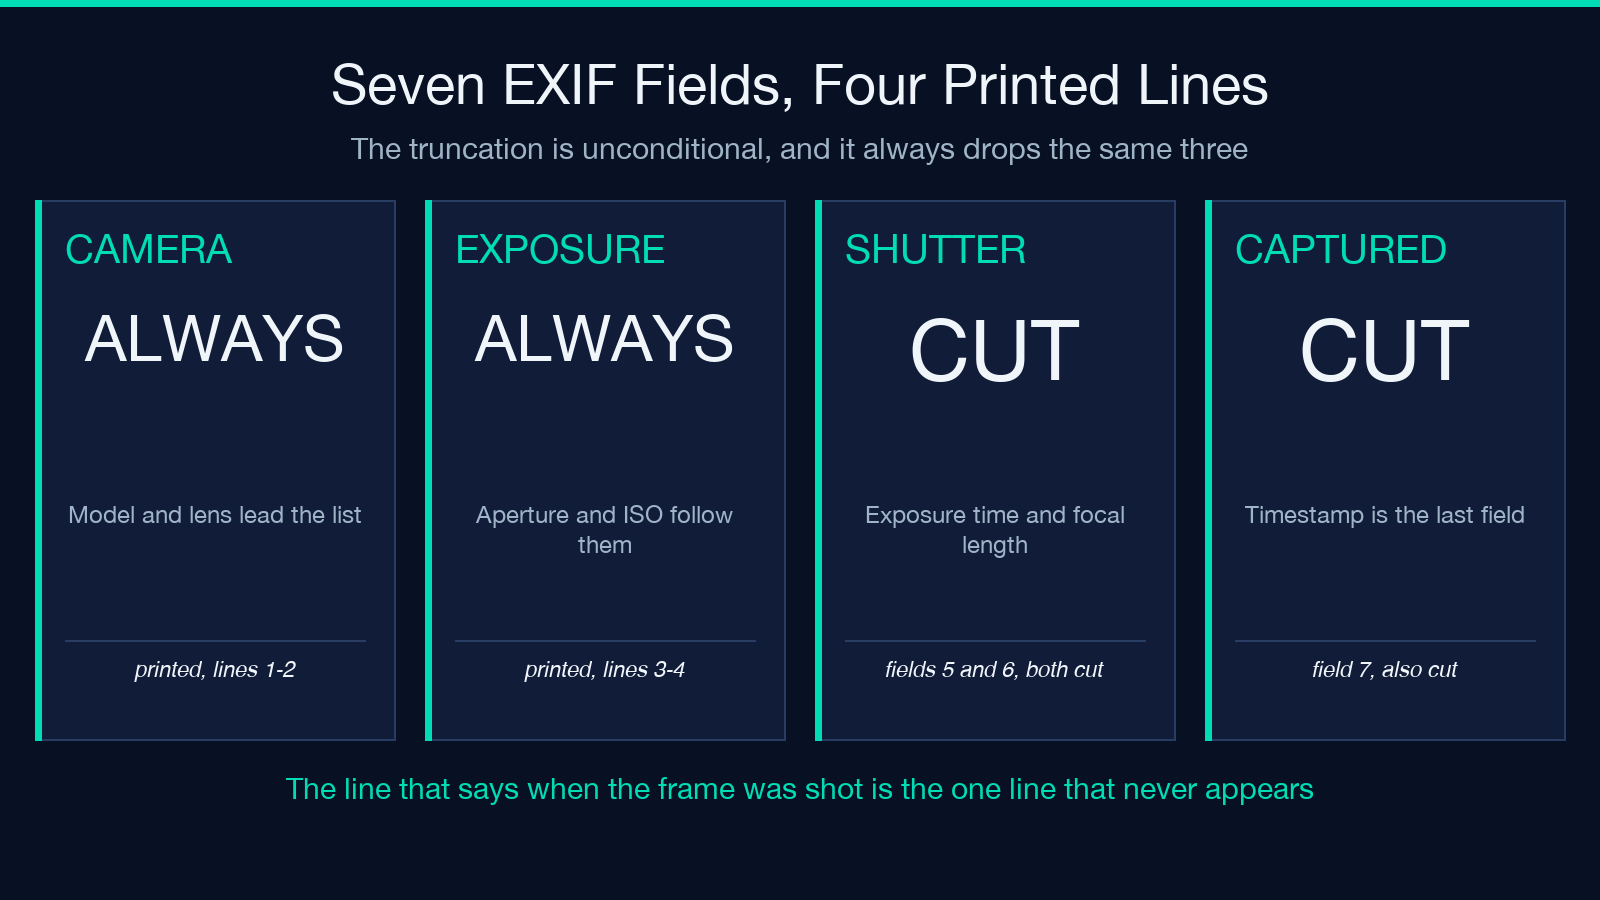 Seven EXIF Fields, Four Printed Lines
The truncation is unconditional, and it always drops the same three
CAMERA
ALWAYS
Model and lens lead the list
printed, lines 1-2
EXPOSURE
ALWAYS
Aperture and ISO follow
them
printed, lines 3-4
SHUTTER
CUT
Exposure time and focal
length
fields 5 and 6, both cut
CAPTURED
CUT
Timestamp is the last field
field 7, also cut
The line that says when the frame was shot is the one line that never appears